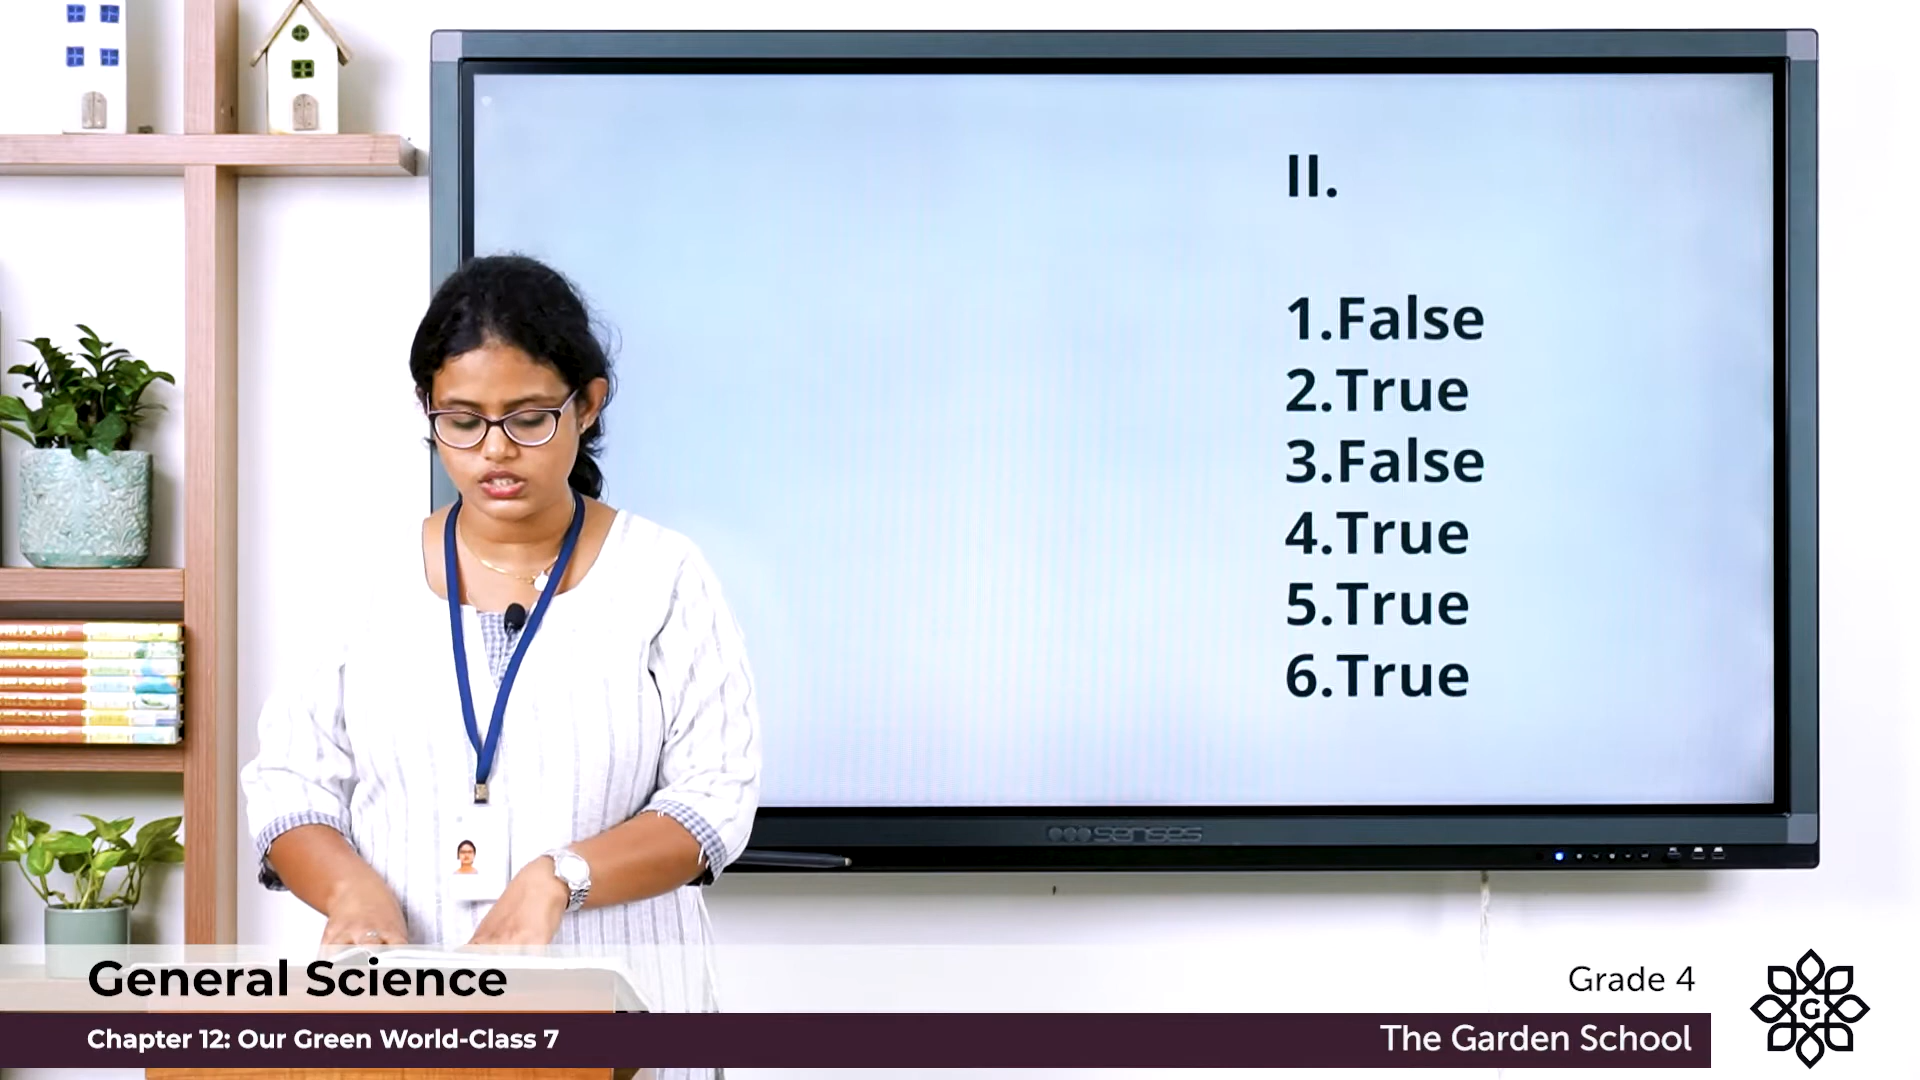 II.
1.False
2.True
3.False
4.True
5.True
6.True
senses
General Science
Grade 4
Chapter 12: Our Green World-Class 7
The Garden School
G